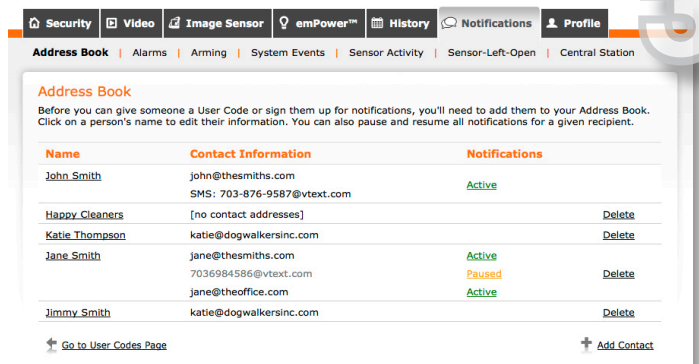 Security Video Image Sensor emPower™ History Notifications Profile
Address Book | Alarms | Arming | System Events | Sensor Activity | Sensor-Left-Open | Central Station
Address Book
Before you can give someone a User Code or sign them up for notifications, you'll need to add them to your Address Book.
Click on a person's name to edit their information. You can also pause and resume all notifications for a given recipient.
Name Contact Information Notifications
John Smith john@thesmiths.com
SMS: 703-876-9587@vtext.com
Active
Happy Cleaners [no contact addresses] Delete
Katie Thompson katie@dogwalkersinc.com Delete
Jane Smith jane@thesmiths.com Active
7036984586@vtext.com Paused Delete
jane@theoffice.com Active
Jimmy Smith katie@dogwalkersinc.com Delete
Go to User Codes Page Add Contact